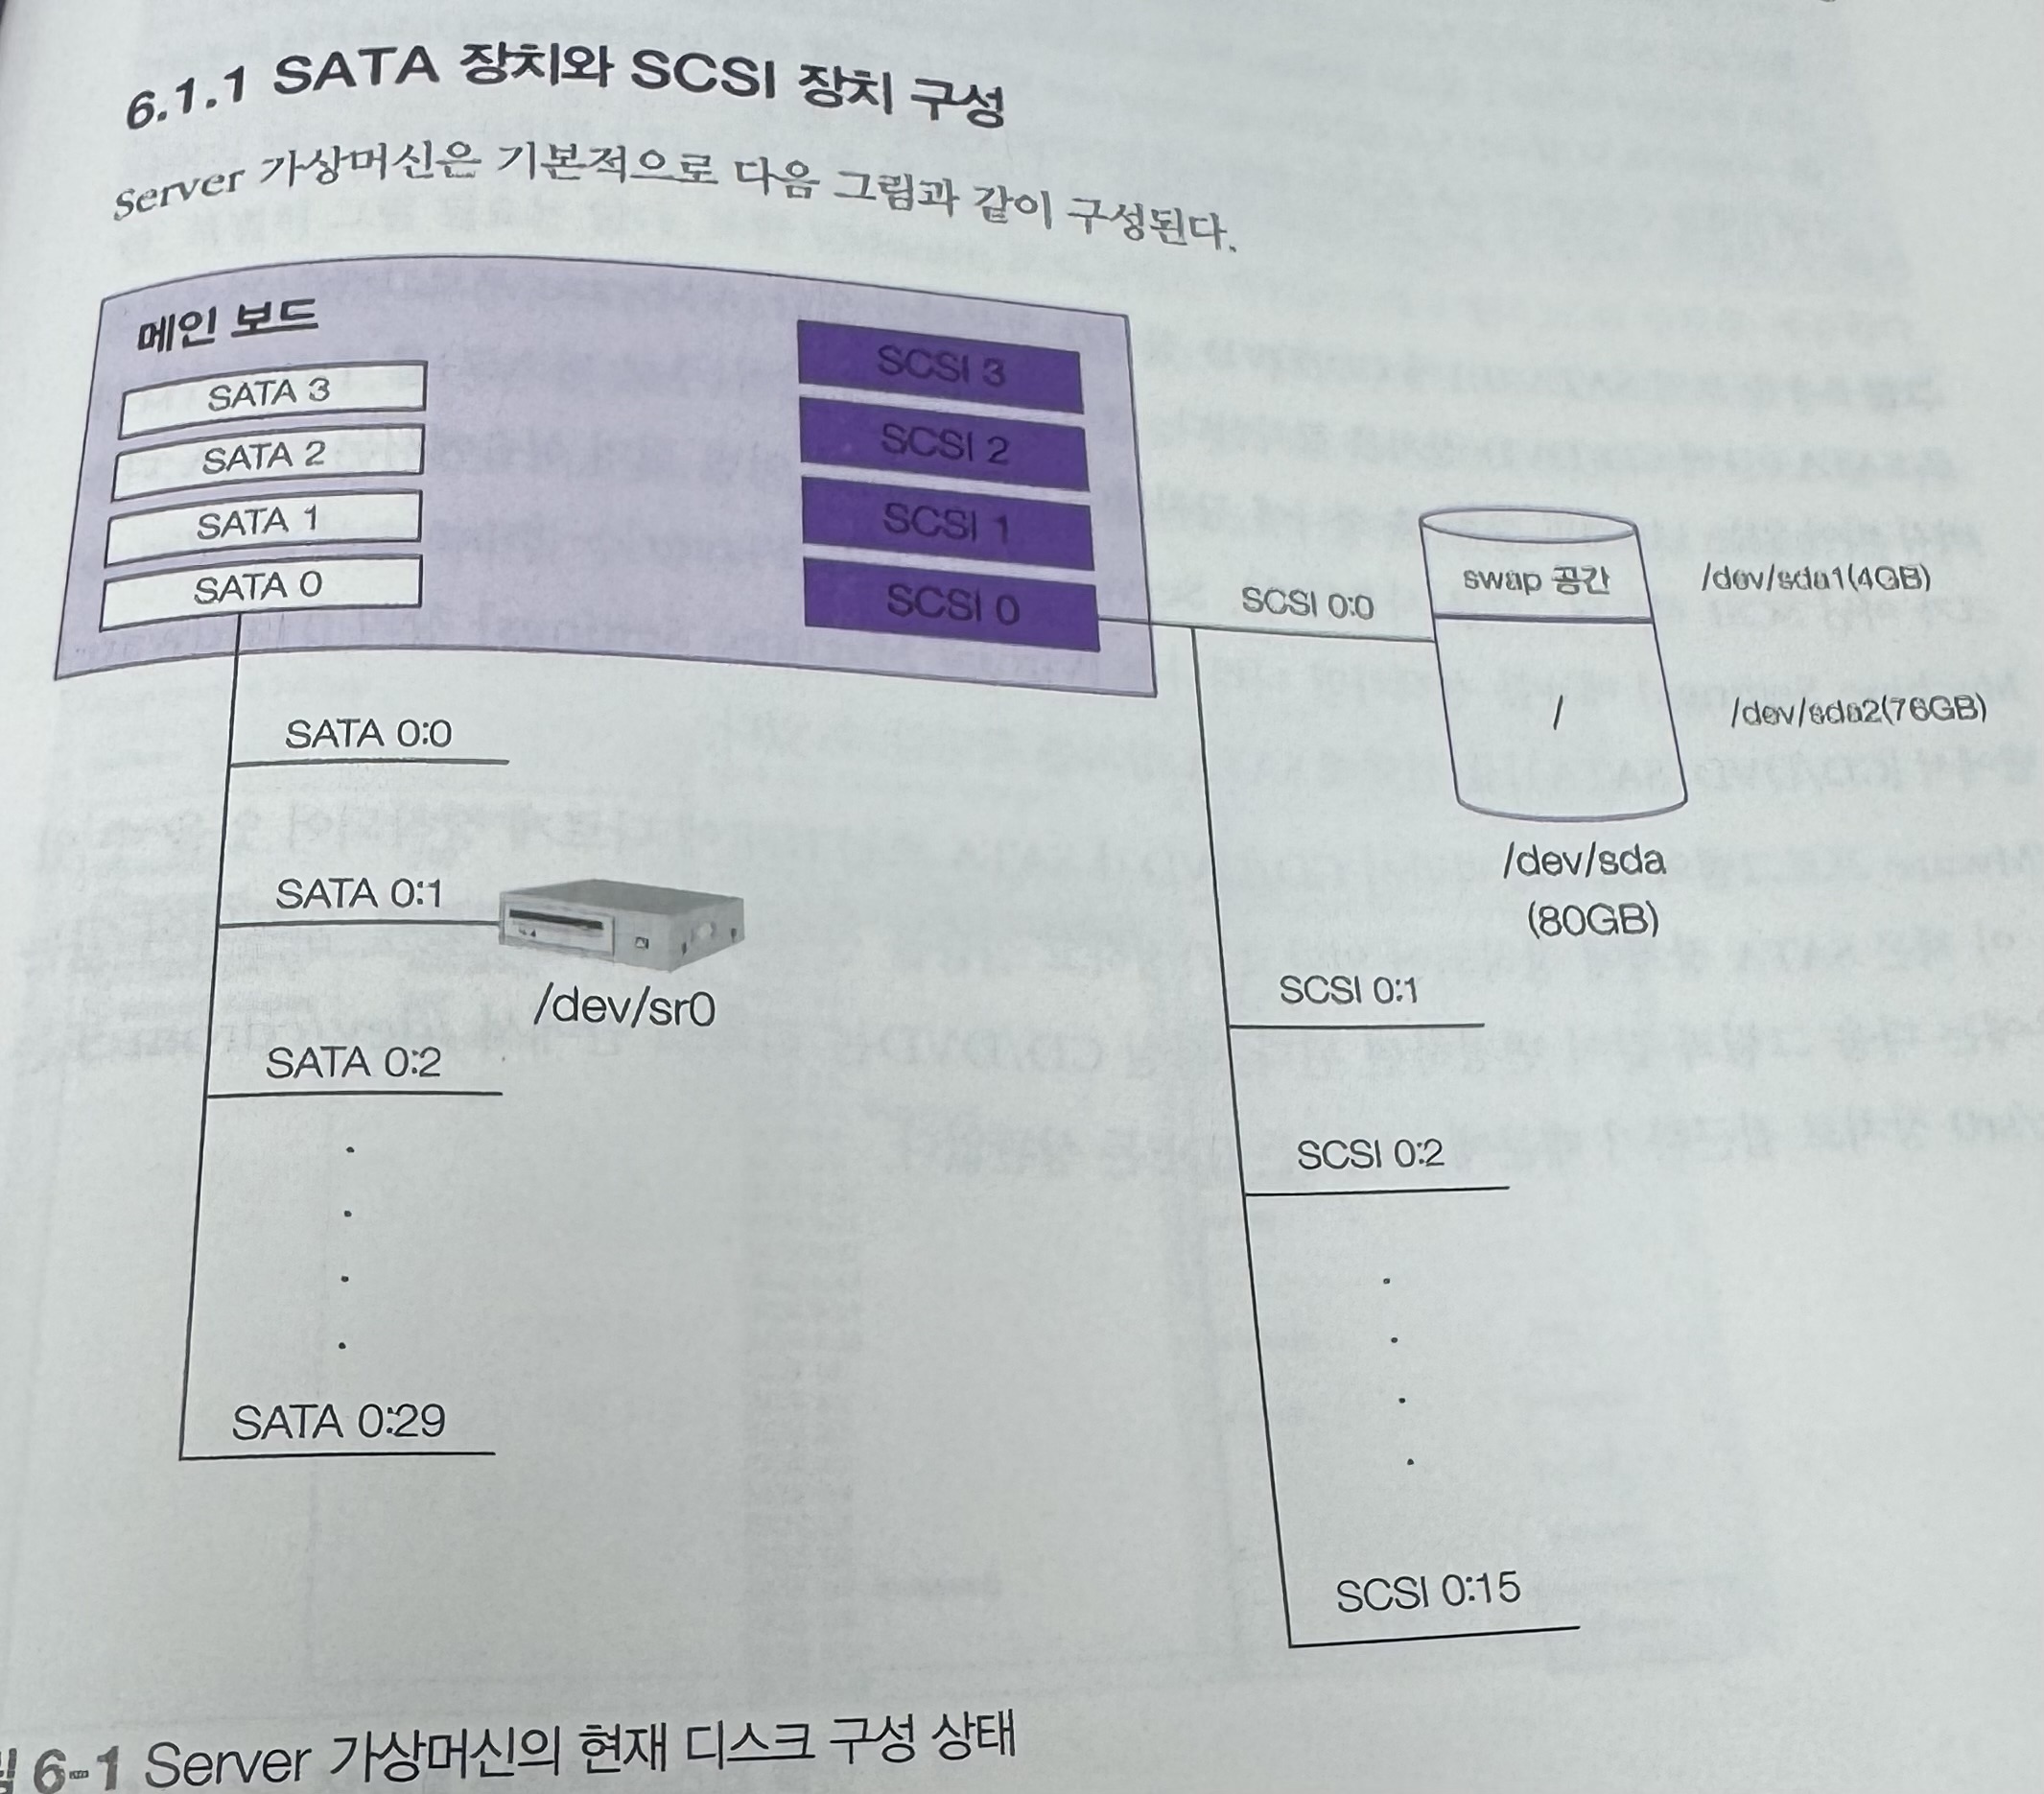 6.1.1 SATA 장치와 SCSI 장치 구성
Server 가상머신은 기본적으로 다음 그림과 같이 구성된다.
메인 보드
SATA 3
SATA 2
SATA 1
SATA 0
SCSI 3
SCSI 2
SCSI 1
SCSI 0
SATA 0:0
SATA 0:1
/dev/sr0
SATA 0:2
SATA 0:29
SCSI 0:0
swap 공간
/dev/sda1(4GB)
/
/dev/sda2(76GB)
/dev/sda
(80GB)
SCSI 0:1
SCSI 0:2
SCSI 0:15
6-1 Server 가상머신의 현재 디스크 구성 상태